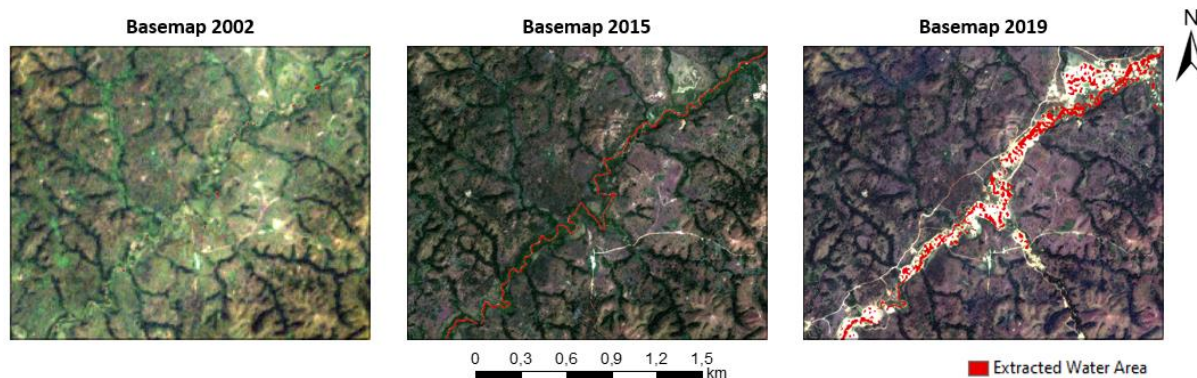 Basemap 2002
Basemap 2015
Basemap 2019
N
0 0,3 0,6 0,9 1,2 1.5
km
Extracted Water Area